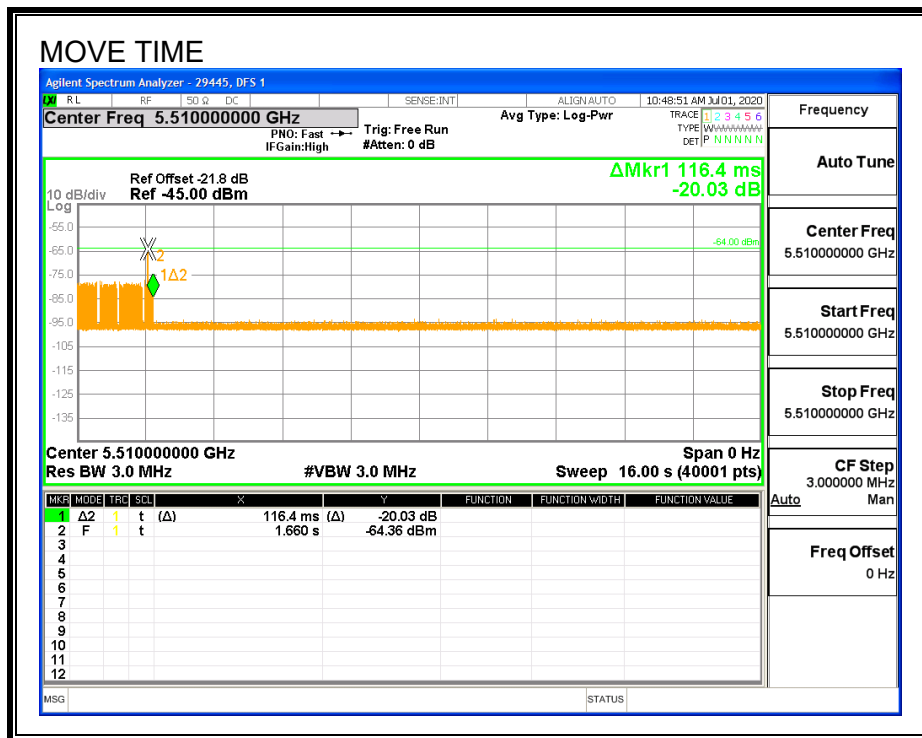 MOVE TIME
Agilent Spectrum Analyzer - 29445, DFS 1
LXI RL RF 50 Ω DC SENSE:INT ALIGN AUTO 10:48:51 AM Jul 01, 2020
Center Freq 5.510000000 GHz
Avg Type: Log-Pwr
TRACE 1 2 3 4 5 6
TYPE WWWWWWWW
DET P N N N N N
PNO: Fast
IFGain:High
Trig: Free Run
#Atten: 0 dB
ΔMkr1 116.4 ms
-20.03 dB
Ref Offset -21.8 dB
10 dB/div Ref -45.00 dBm
Log
-55.0
-65.0
-75.0
-85.0
-95.0
-105
-115
-125
-135
-64.00 dBm
2
1Δ2
Center 5.510000000 GHz Span 0 Hz
Res BW 3.0 MHz #VBW 3.0 MHz Sweep 16.00 s (40001 pts)
MKR MODE TRC SCL X Y FUNCTION FUNCTION WIDTH FUNCTION VALUE
1 Δ2 1 t (Δ) 116.4 ms (Δ) -20.03 dB
2 F 1 t 1.660 s -64.36 dBm
3
4
5
6
7
8
9
10
11
12
MSG STATUS
Frequency
Auto Tune
Center Freq
5.510000000 GHz
Start Freq
5.510000000 GHz
Stop Freq
5.510000000 GHz
CF Step
3.000000 MHz
Auto Man
Freq Offset
0 Hz